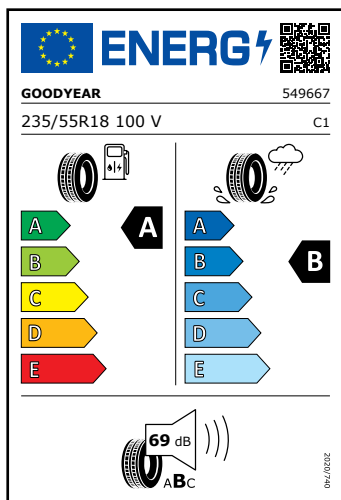 ENERG
GOODYEAR 549667
235/55R18 100 V C1
A A A
B B B
C C
D D
E E
69 dB
ABC
2020/740